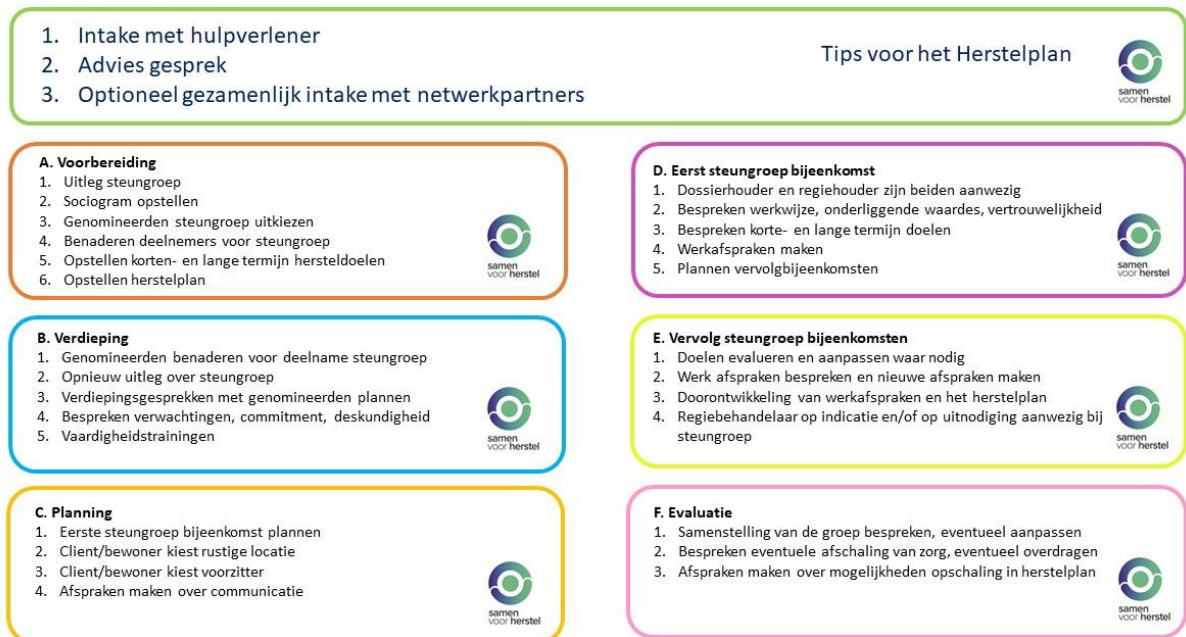 1. Intake met hulpverlener
2. Advies gesprek
3. Optioneel gezamenlijk intake met netwerkpartners
Tips voor het Herstelplan
samen
voor herstel
A. Voorbereiding
1. Uitleg steungroep
2. Sociogram opstellen
3. Genomineerden steungroep uitkiezen
4. Benaderen deelnemers voor steungroep
5. Opstellen korten- en lange termijn hersteldoelen
6. Opstellen herstelplan
samen
voor herstel
B. Verdieping
1. Genomineerden benaderen voor deelname steungroep
2. Opnieuw uitleg over steungroep
3. Verdiepingsgesprekken met genomineerden plannen
4. Bespreken verwachtingen, commitment, deskundigheid
5. Vaardigheidstrainingen
samen
voor herstel
C. Planning
1. Eerste steungroep bijeenkomst plannen
2. Client/bewoner kiest rustige locatie
3. Client/bewoner kiest voorzitter
4. Afspraken maken over communicatie
samen
voor herstel
D. Eerst steungroep bijeenkomst
1. Dossierhouder en regiehouder zijn beiden aanwezig
2. Bespreken werkwijze, onderliggende waardes, vertrouwelijkheid
3. Bespreken korte- en lange termijn doelen
4. Werkafspraken maken
5. Plannen vervolgbijeenkomsten
samen
voor herstel
E. Vervolg steungroep bijeenkomsten
1. Doelen evalueren en aanpassen waar nodig
2. Werk afspraken bespreken en nieuwe afspraken maken
3. Doorontwikkeling van werkafspraken en het herstelplan
4. Regiebehandelaar op indicatie en/of op uitnodiging aanwezig bij
steungroep
samen
voor herstel
F. Evaluatie
1. Samenstelling van de groep bespreken, eventueel aanpassen
2. Bespreken eventuele afschaling van zorg, eventueel overdragen
3. Afspraken maken over mogelijkheden opschaling in herstelplan
samen
voor herstel